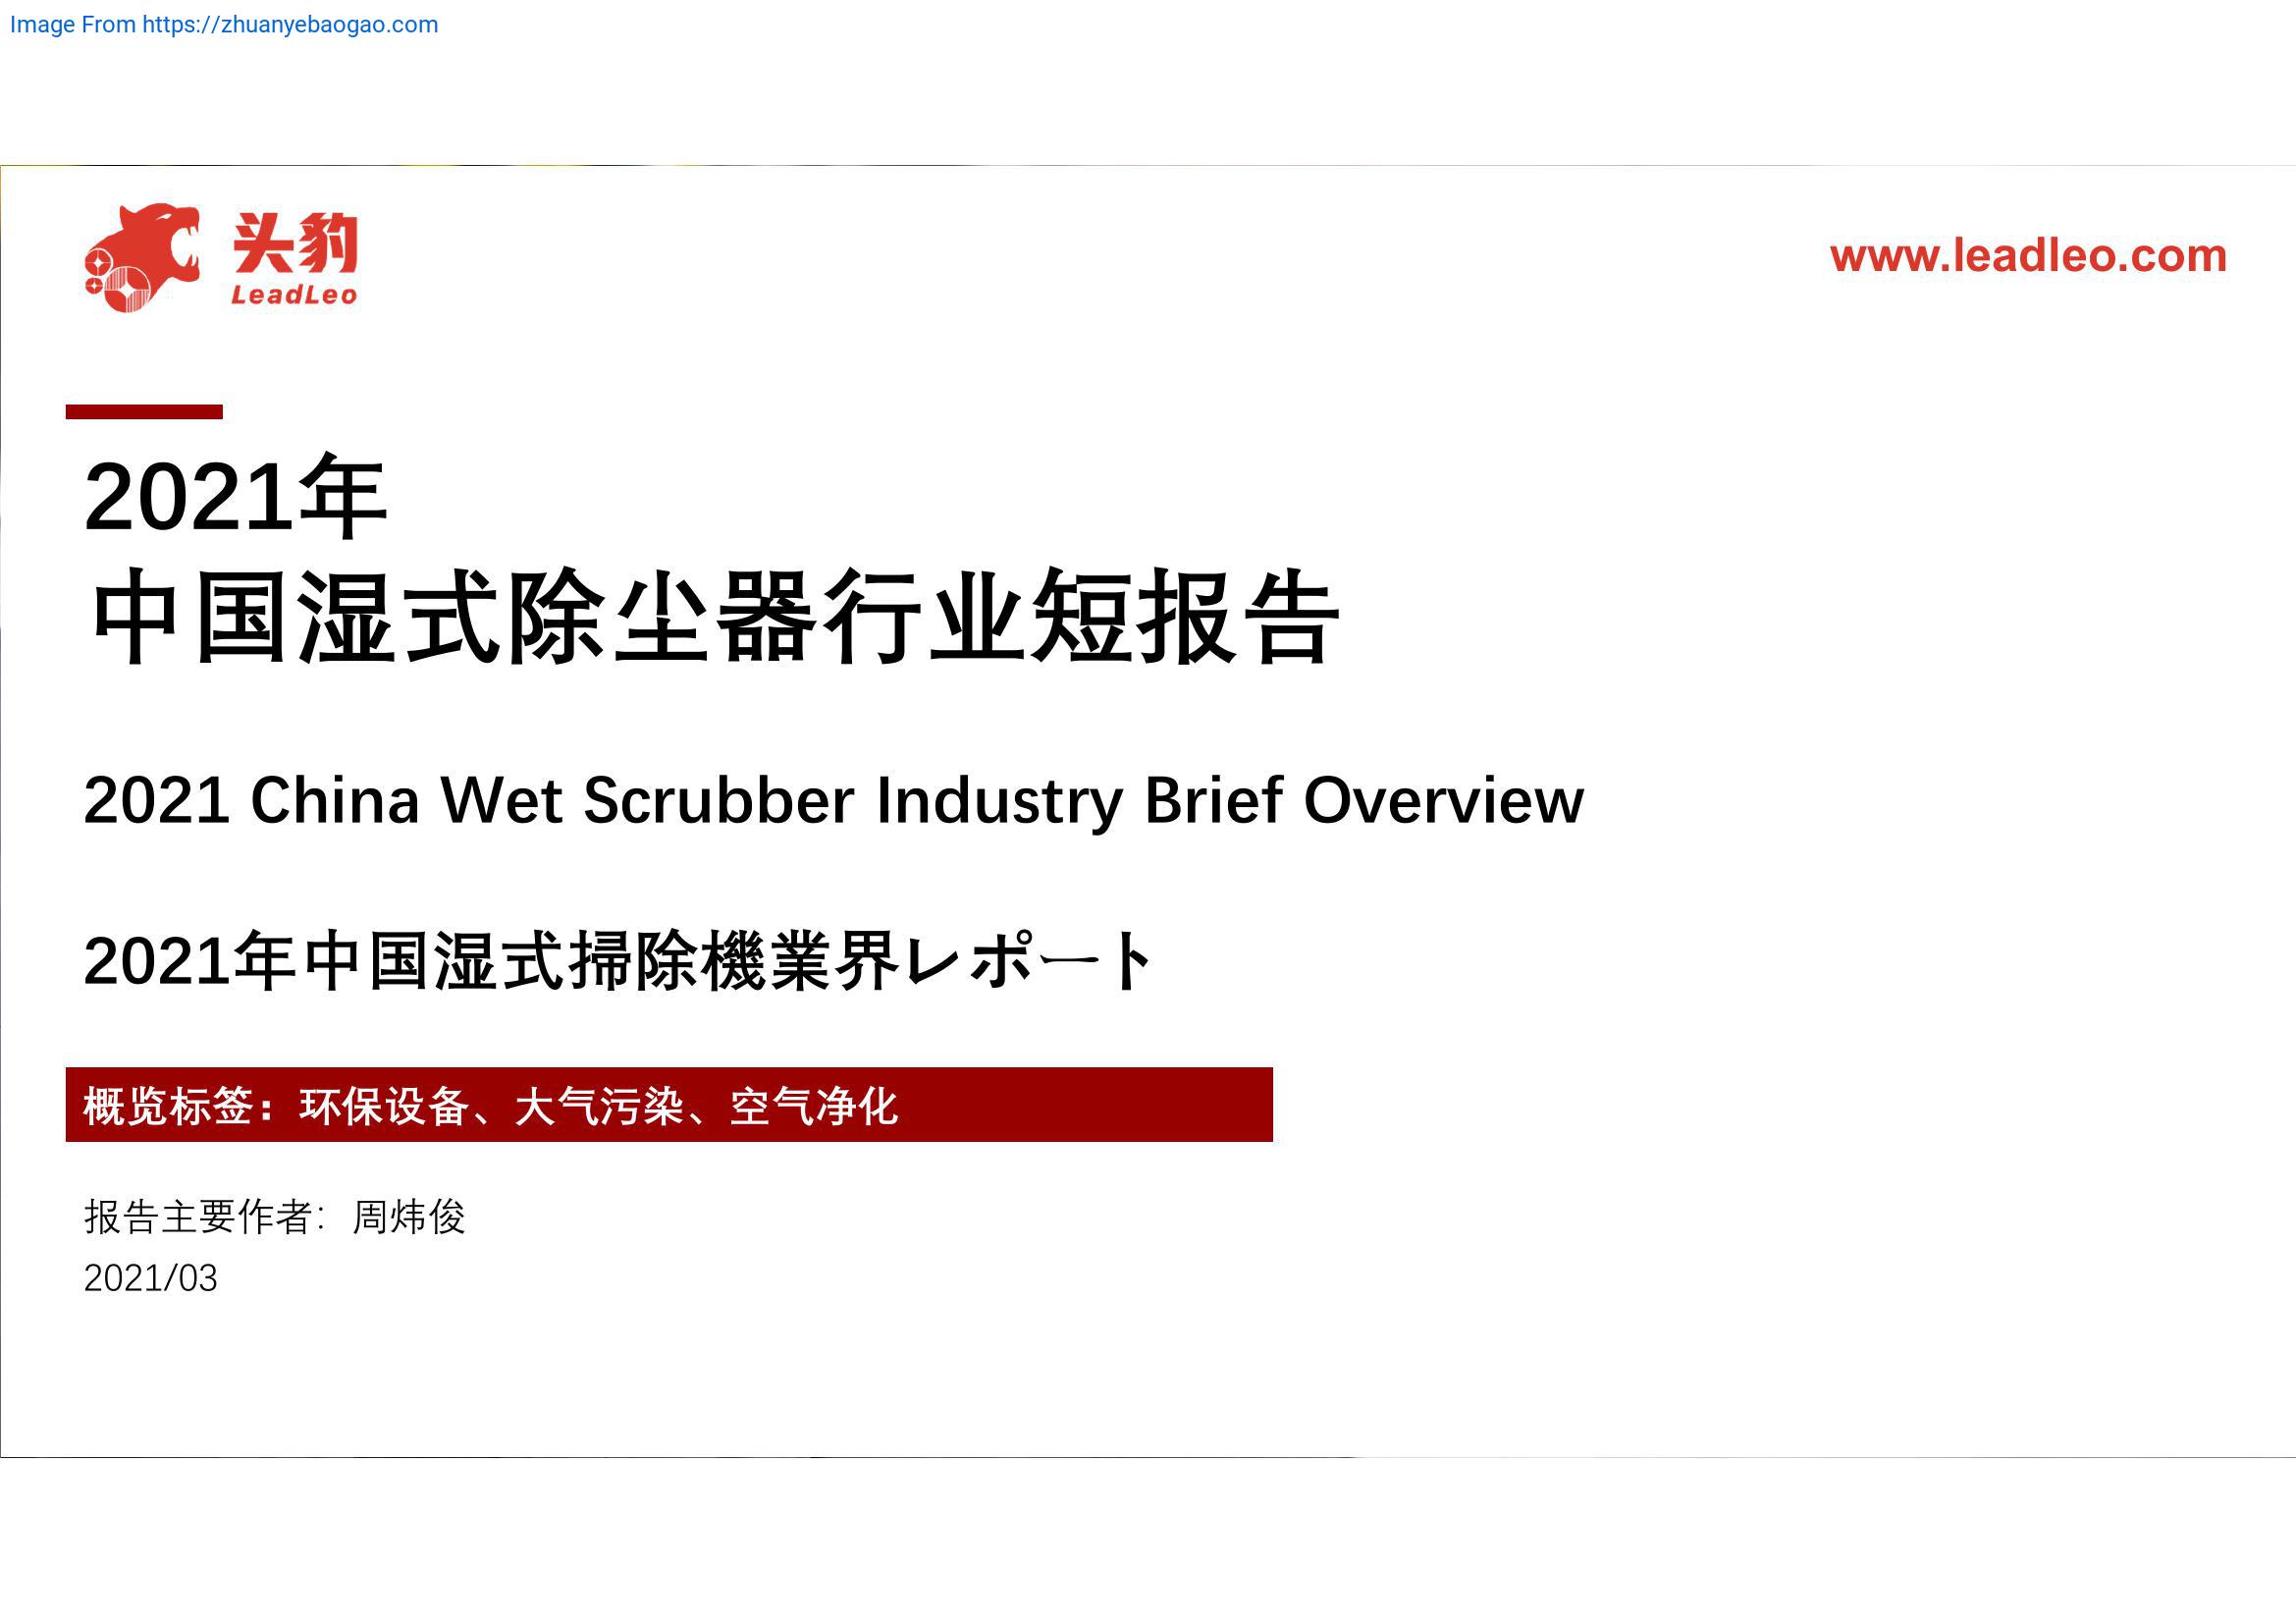 Image From https://zhuanyebaogao.com
头豹
LeadLeo
www.leadleo.com
2021年
中国湿式除尘器行业短报告
2021 China Wet Scrubber Industry Brief Overview
2021年中国湿式掃除機業界レポート
概览标签：环保设备、大气污染、空气净化
报告主要作者：周炜俊
2021/03